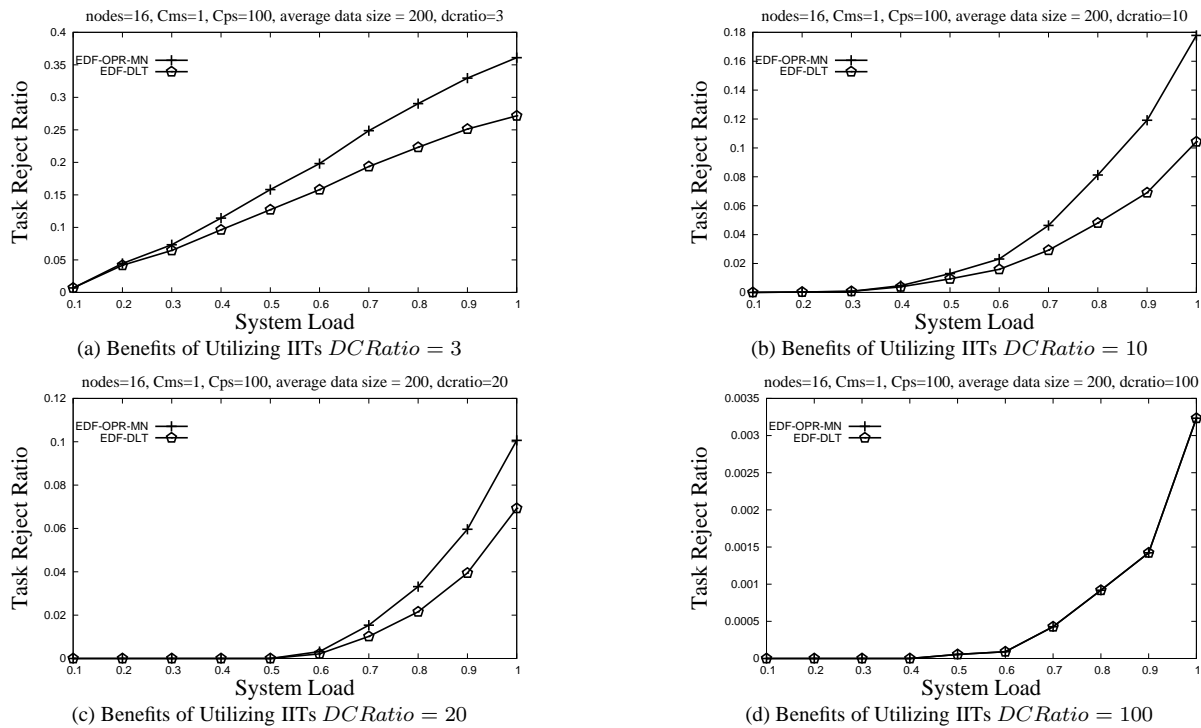 nodes=16, Cms=1, Cps=100, average data size = 200, dcratio=3
0.4
0.35
0.3
0.25
0.2
0.15
0.1
0.05
0
Task Reject Ratio
EDF-OPR-MN
EDF-DLT
0.1 0.2 0.3 0.4 0.5 0.6 0.7 0.8 0.9 1
System Load
(a) Benefits of Utilizing IITs DCRatio = 3
nodes=16, Cms=1, Cps=100, average data size = 200, dcratio=10
0.18
0.16
0.14
0.12
0.1
0.08
0.06
0.04
0.02
0
Task Reject Ratio
EDF-OPR-MN
EDF-DLT
0.1 0.2 0.3 0.4 0.5 0.6 0.7 0.8 0.9 1
System Load
(b) Benefits of Utilizing IITs DCRatio = 10
nodes=16, Cms=1, Cps=100, average data size = 200, dcratio=20
0.12
0.1
0.08
0.06
0.04
0.02
0
Task Reject Ratio
EDF-OPR-MN
EDF-DLT
0.1 0.2 0.3 0.4 0.5 0.6 0.7 0.8 0.9 1
System Load
(c) Benefits of Utilizing IITs DCRatio = 20
nodes=16, Cms=1, Cps=100, average data size = 200, dcratio=100
0.0035
0.003
0.0025
0.002
0.0015
0.001
0.0005
0
Task Reject Ratio
EDF-OPR-MN
EDF-DLT
0.1 0.2 0.3 0.4 0.5 0.6 0.7 0.8 0.9 1
System Load
(d) Benefits of Utilizing IITs DCRatio = 100